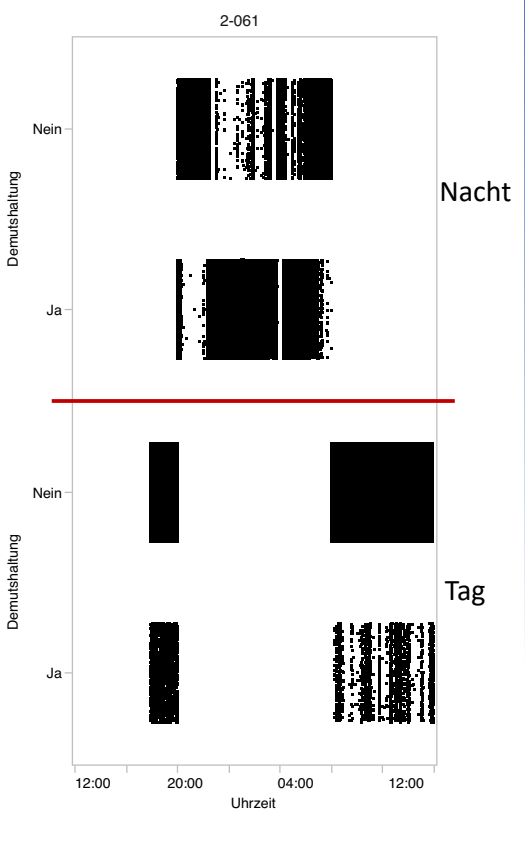 2-061
Nein
Demutshaltung
Nacht
Ja
Nein
Demutshaltung
Tag
Ja
12:00 20:00 04:00 12:00
Uhrzeit